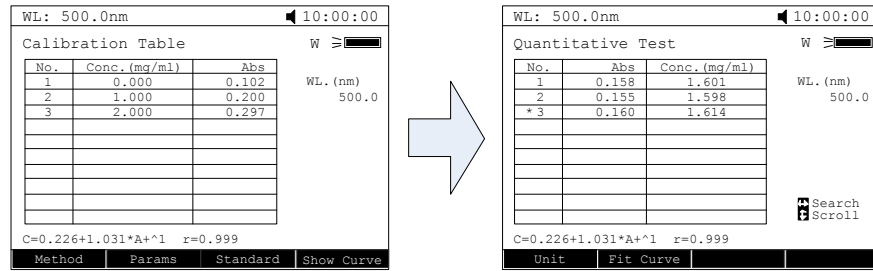 WL: 500.0nm 10:00:00
Calibration Table W
No. Conc.(mg/ml) Abs
1 0.000 0.102
2 1.000 0.200
3 2.000 0.297
WL.(nm)
500.0
C=0.226+1.031*A+^1 r=0.999
Method Params Standard Show Curve
WL: 500.0nm 10:00:00
Quantitative Test W
No. Abs Conc.(mg/ml)
1 0.158 1.601
2 0.155 1.598
*3 0.160 1.614
WL.(nm)
500.0
Search
Scroll
C=0.226+1.031*A+^1 r=0.999
Unit Fit Curve